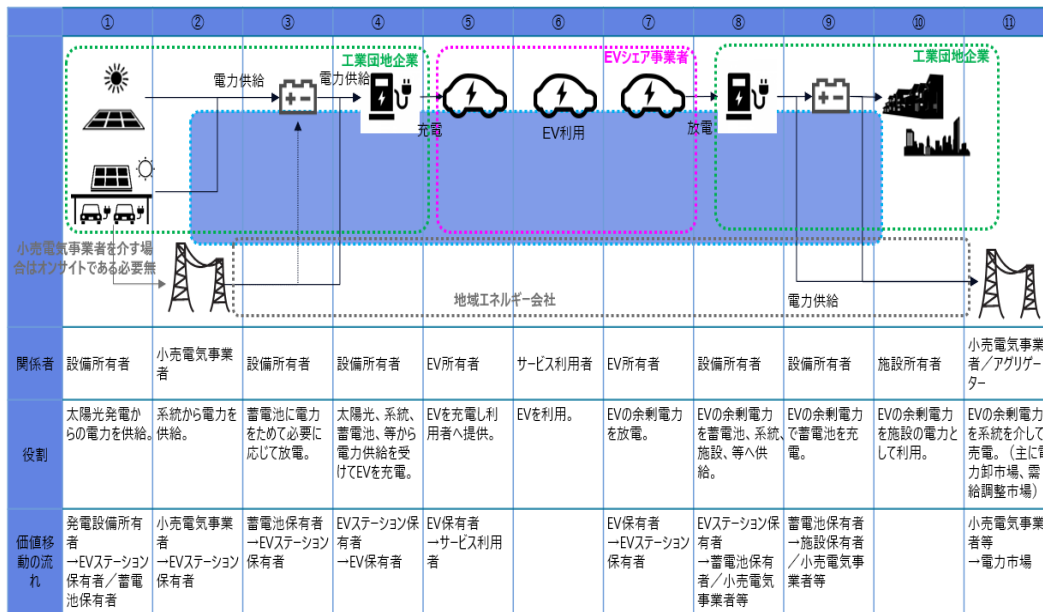 ① ② ③ ④ ⑤ ⑥ ⑦ ⑧ ⑨ ⑩ ⑪
工業団地企業
EVシェア事業者
工業団地企業
電力供給
電力供給
充電
EV利用
放電
小売電気事業者を介す場
合はオンサイトである必要無
地域エネルギー会社
電力供給
関係者
設備所有者
小売電気事業
者
設備所有者
設備所有者
EV所有者
サービス利用者
EV所有者
設備所有者
設備所有者
施設所有者
小売電気事業
者／アグリゲー
ター
役割
太陽光発電か
らの電力を供給。
系統から電力を
供給。
蓄電池に電力
をためて必要に
応じて放電。
太陽光、系統、
蓄電池、等から
電力供給を受
けてEVを充電。
EVを充電し利
用者へ提供。
EVを利用。
EVの余剰電力
を放電。
EVの余剰電力
を蓄電池、系統、
施設、等へ供
給。
EVの余剰電力
で蓄電池を充
電。
EVの余剰電力
を施設の電力と
して利用。
EVの余剰電力
を系統を介して
売電。（主に電
力卸市場、需
給調整市場）
価値移
動の流
れ
発電設備所有
者
→EVステーション
保有者／蓄電
池保有者
小売電気事業
者
→EVステーション
保有者
蓄電池保有者
→EVステーション
保有者
EVステーション保
有者
→EV保有者
EV保有者
→サービス利用
者
EV保有者
→EVステーション
保有者
EVステーション保
有者
→蓄電池保有
者／小売電気
事業者等
蓄電池保有者
→施設保有者
／小売電気事
業者等
小売電気事業
者等
→電力市場